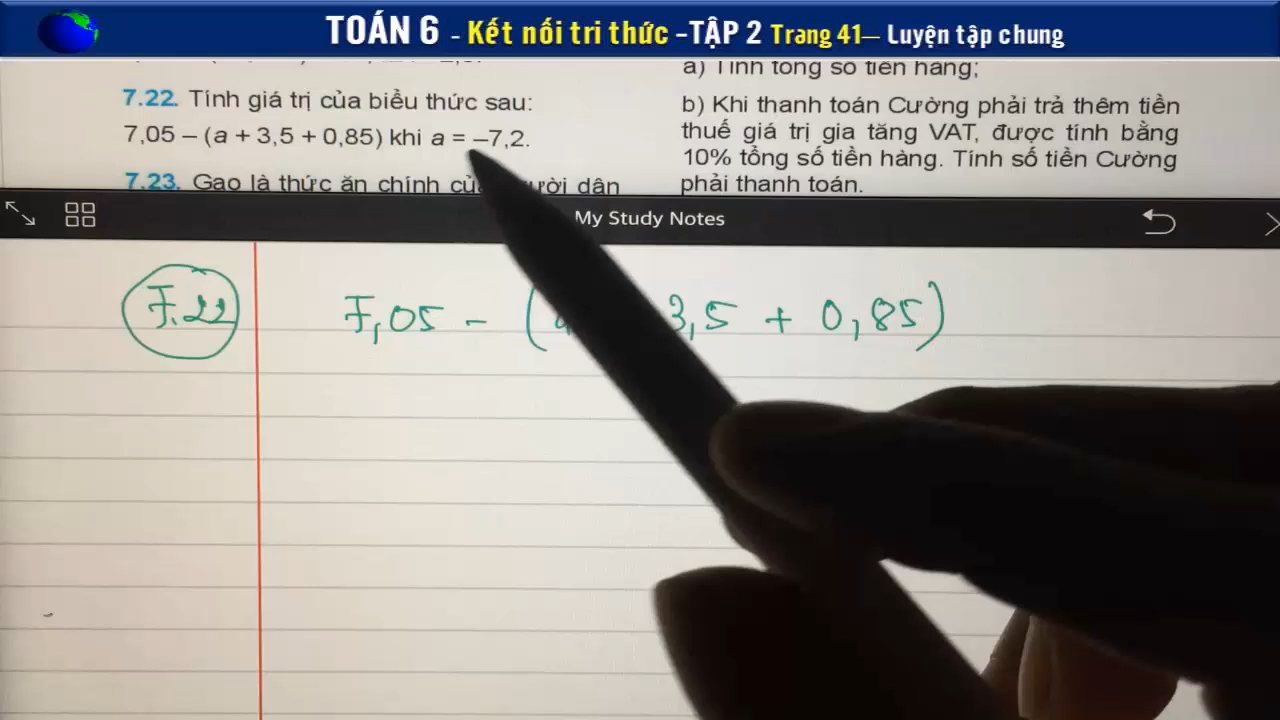 TOÁN 6 - Kết nối tri thức -TẬP 2 Trang 41– Luyện tập chung
7.22. Tính giá trị của biểu thức sau:
7,05 – (a + 3,5 + 0,85) khi a = –7,2.
7.23. Gạo là thức ăn chính của người dân
a) Tính tổng số tiền hàng;
b) Khi thanh toán Cường phải trả thêm tiền
thuế giá trị gia tăng VAT, được tính bằng
10% tổng số tiền hàng. Tính số tiền Cường
phải thanh toán.
My Study Notes
7.22 7,05 - ( 3,5 + 0,85)